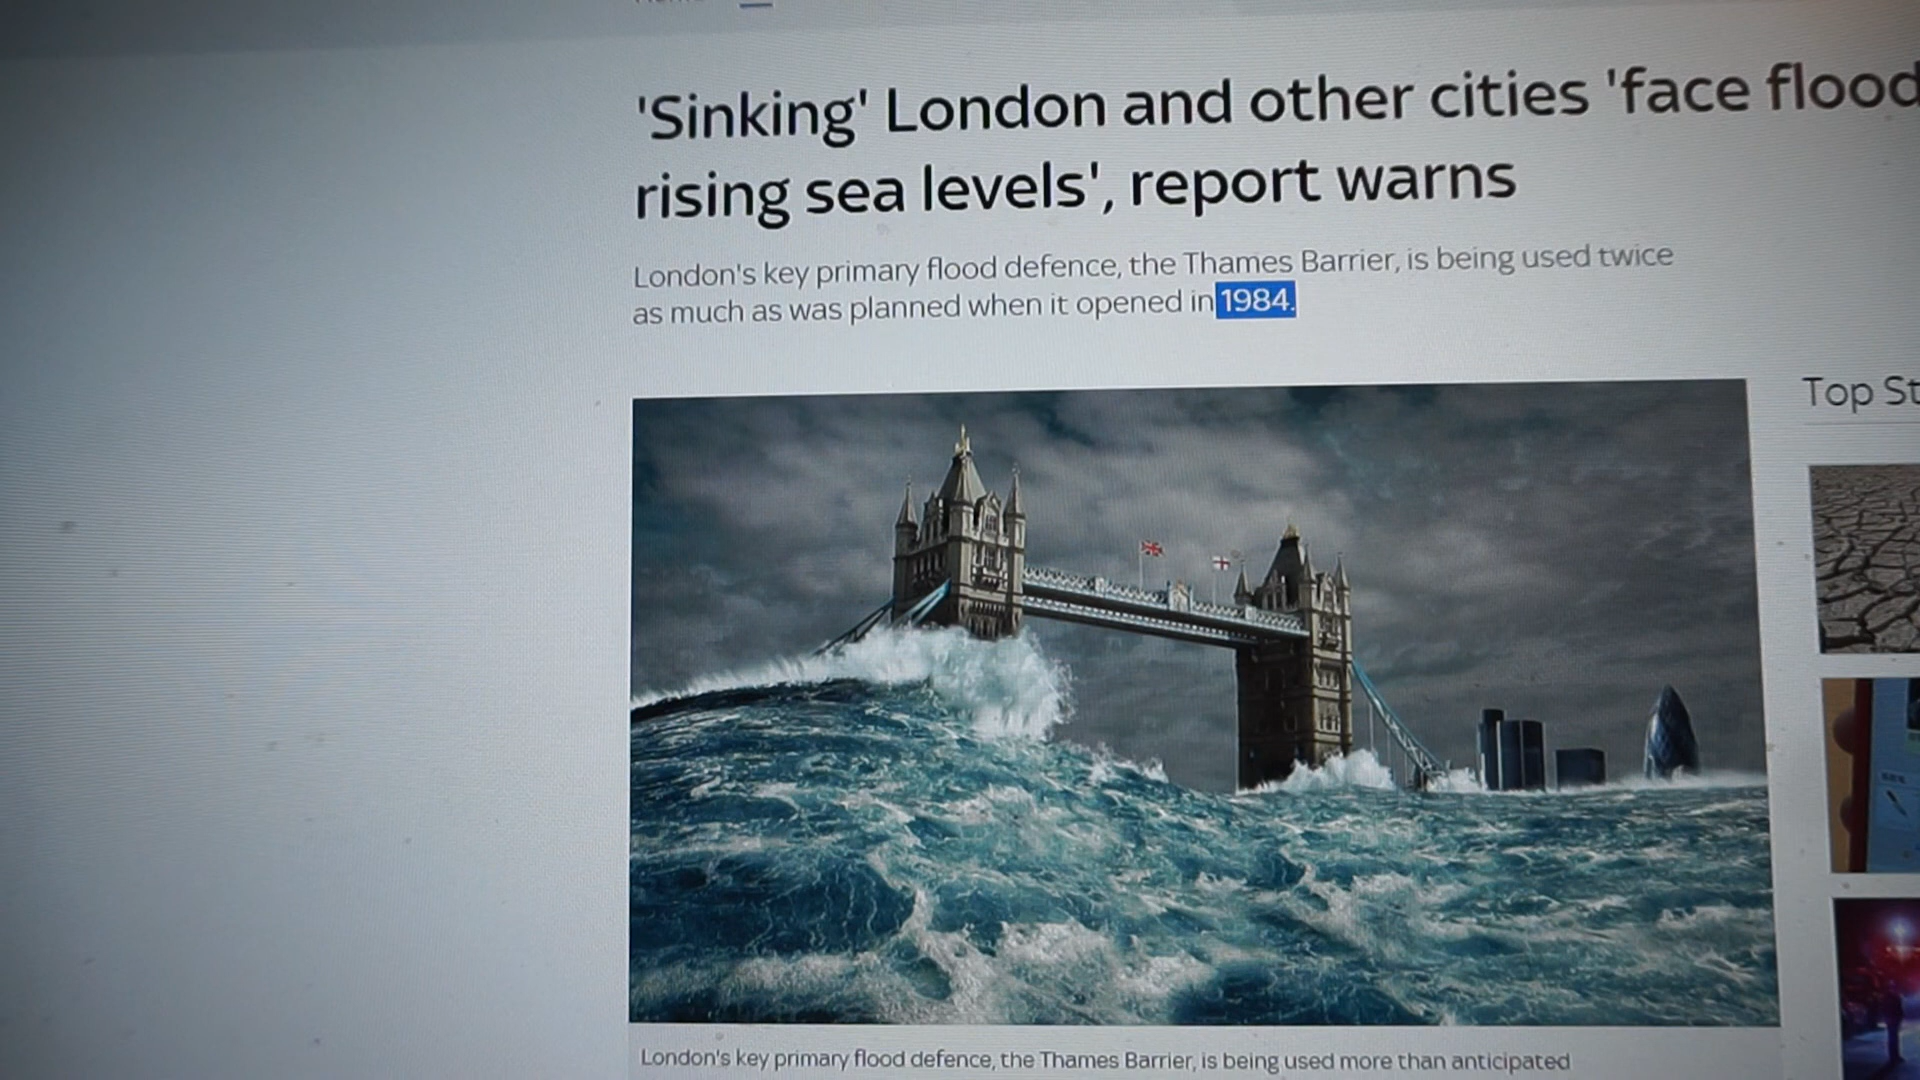 'Sinking' London and other cities 'face flood
rising sea levels', report warns
London's key primary flood defence, the Thames Barrier, is being used twice
as much as was planned when it opened in 1984.
Top St
London's key primary flood defence, the Thames Barrier, is being used more than anticipated